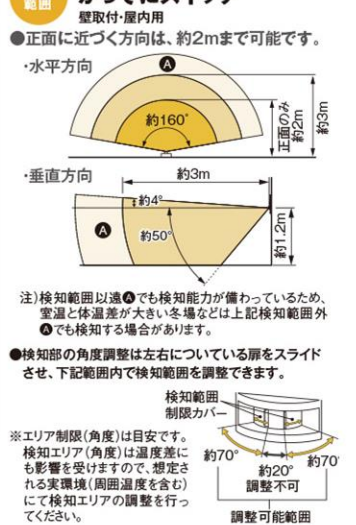 範囲
壁取付・屋内用
●正面に近づく方向は、約2mまで可能です。
・水平方向
A
約160°
正面のみ
約2m
約3m
・垂直方向
約3m
約4°
A
約50°
約1.2m
注)検知範囲以遠Aでも検知能力が備わっているため、
室温と体温差が大きい冬場などは上記検知範囲外
Aでも検知する場合があります。
●検知部の角度調整は左右についている扉をスライド
させ、下記範囲内で検知範囲を調整できます。
検知範囲
制限カバー
※エリア制限(角度)は目安です。
検知エリア(角度)は温度差に
も影響を受けますので、想定さ
れる実環境(周囲温度を含む)
にて検知エリアの調整を行っ
てください。
約70°
約20°
調整不可
約70°
調整可能範囲